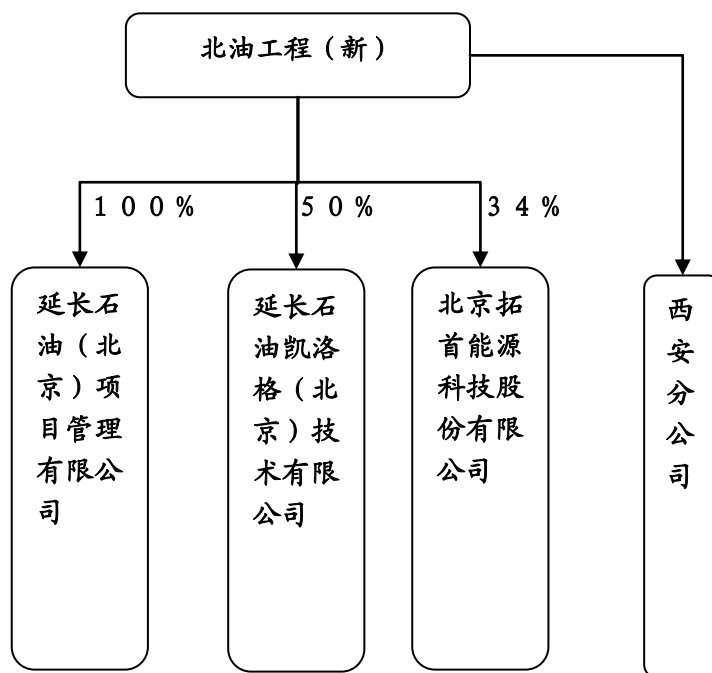 北油工程（新）
100%
50%
34%
延长石
油（北
京）项
目管理
有限公
司
延长石
油凯洛
格（北
京）技
术有限
公司
北京拓
首能源
科技股
份有限
公司
西
安
分
公
司